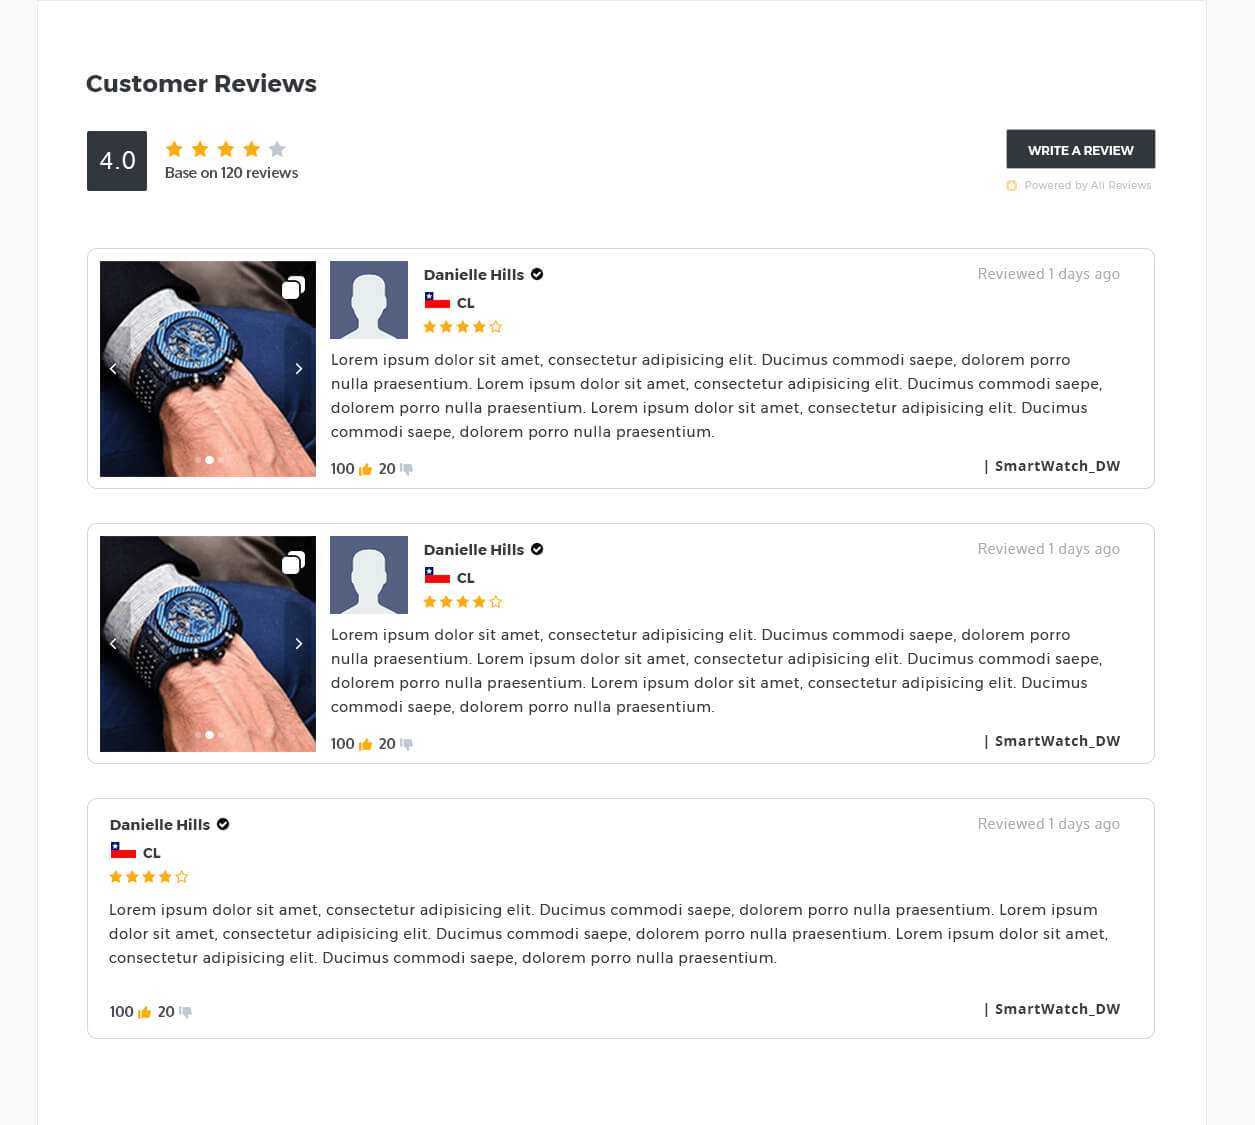 Customer Reviews
4.0
Base on 120 reviews
WRITE A REVIEW
Powered by Ali Reviews
Danielle Hills
Reviewed 1 days ago
CL
Lorem ipsum dolor sit amet, consectetur adipisicing elit. Ducimus commodi saepe, dolorem porro
nulla praesentium. Lorem ipsum dolor sit amet, consectetur adipisicing elit. Ducimus commodi saepe,
dolorem porro nulla praesentium. Lorem ipsum dolor sit amet, consectetur adipisicing elit. Ducimus
commodi saepe, dolorem porro nulla praesentium.
100 20
| SmartWatch_DW
Danielle Hills
Reviewed 1 days ago
CL
Lorem ipsum dolor sit amet, consectetur adipisicing elit. Ducimus commodi saepe, dolorem porro
nulla praesentium. Lorem ipsum dolor sit amet, consectetur adipisicing elit. Ducimus commodi saepe,
dolorem porro nulla praesentium. Lorem ipsum dolor sit amet, consectetur adipisicing elit. Ducimus
commodi saepe, dolorem porro nulla praesentium.
100 20
| SmartWatch_DW
Danielle Hills
Reviewed 1 days ago
CL
Lorem ipsum dolor sit amet, consectetur adipisicing elit. Ducimus commodi saepe, dolorem porro nulla praesentium. Lorem ipsum
dolor sit amet, consectetur adipisicing elit. Ducimus commodi saepe, dolorem porro nulla praesentium. Lorem ipsum dolor sit amet,
consectetur adipisicing elit. Ducimus commodi saepe, dolorem porro nulla praesentium.
100 20
| SmartWatch_DW